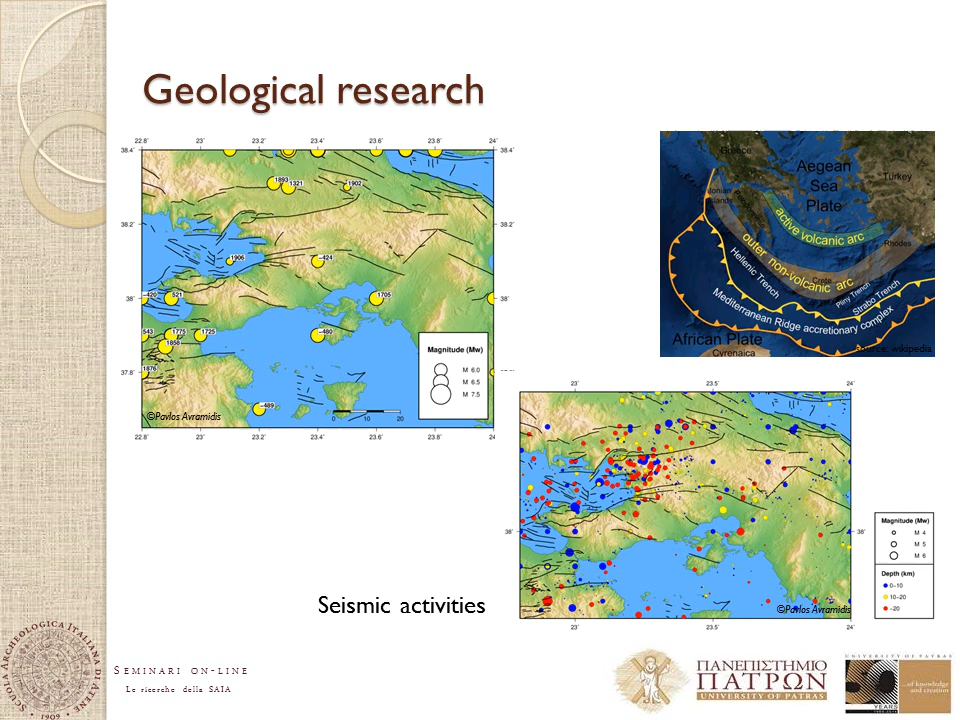 Geological research
22.8˚ 23˚ 23.2˚ 23.4˚ 23.6˚ 23.8˚ 24˚
38.4˚ 38.4˚
1893
1321
1902
38.2˚ 38.2˚
1906
-424
-420
521
1705
38˚ 38˚
543
1775
1725
-480
1858
1876
37.8˚
-489
Magnitude (Mw)
M 6.0
M 6.5
M 7.5
0 10 20
©Pavlos Avramidis
22.8˚ 23˚ 23.2˚ 23.4˚ 23.6˚ 23.8˚ 24˚
Greece
Aegean
Sea
Plate
Turkey
Ionian
Islands
active volcanic arc
outer non-volcanic arc
Rhodes
Hellenic Trench
Crete
Pliny Trench
Strabo Trench
Mediterranean Ridge accretionary complex
African Plate
Cyrenaica
Source: wikipedia
23˚ 23.5˚ 24˚
38˚ 38˚
©Pavlos Avramidis
23˚ 23.5˚ 24˚
Magnitude (Mw)
M 4
M 5
M 6
Depth (km)
0-10
10-20
-20
Seismic activities
SCUOLA ARCHEOLOGICA ITALIANA DI ATENE
• 1909 •
SEMINARI ON-LINE
Le ricerche della SAIA
ΠΑΝΕΠΙΣΤΗΜΙΟ
ΠΑΤΡΩΝ
UNIVERSITY OF PATRAS
UNIVERSITY OF PATRAS
...of knowledge
and creation
50
YEARS